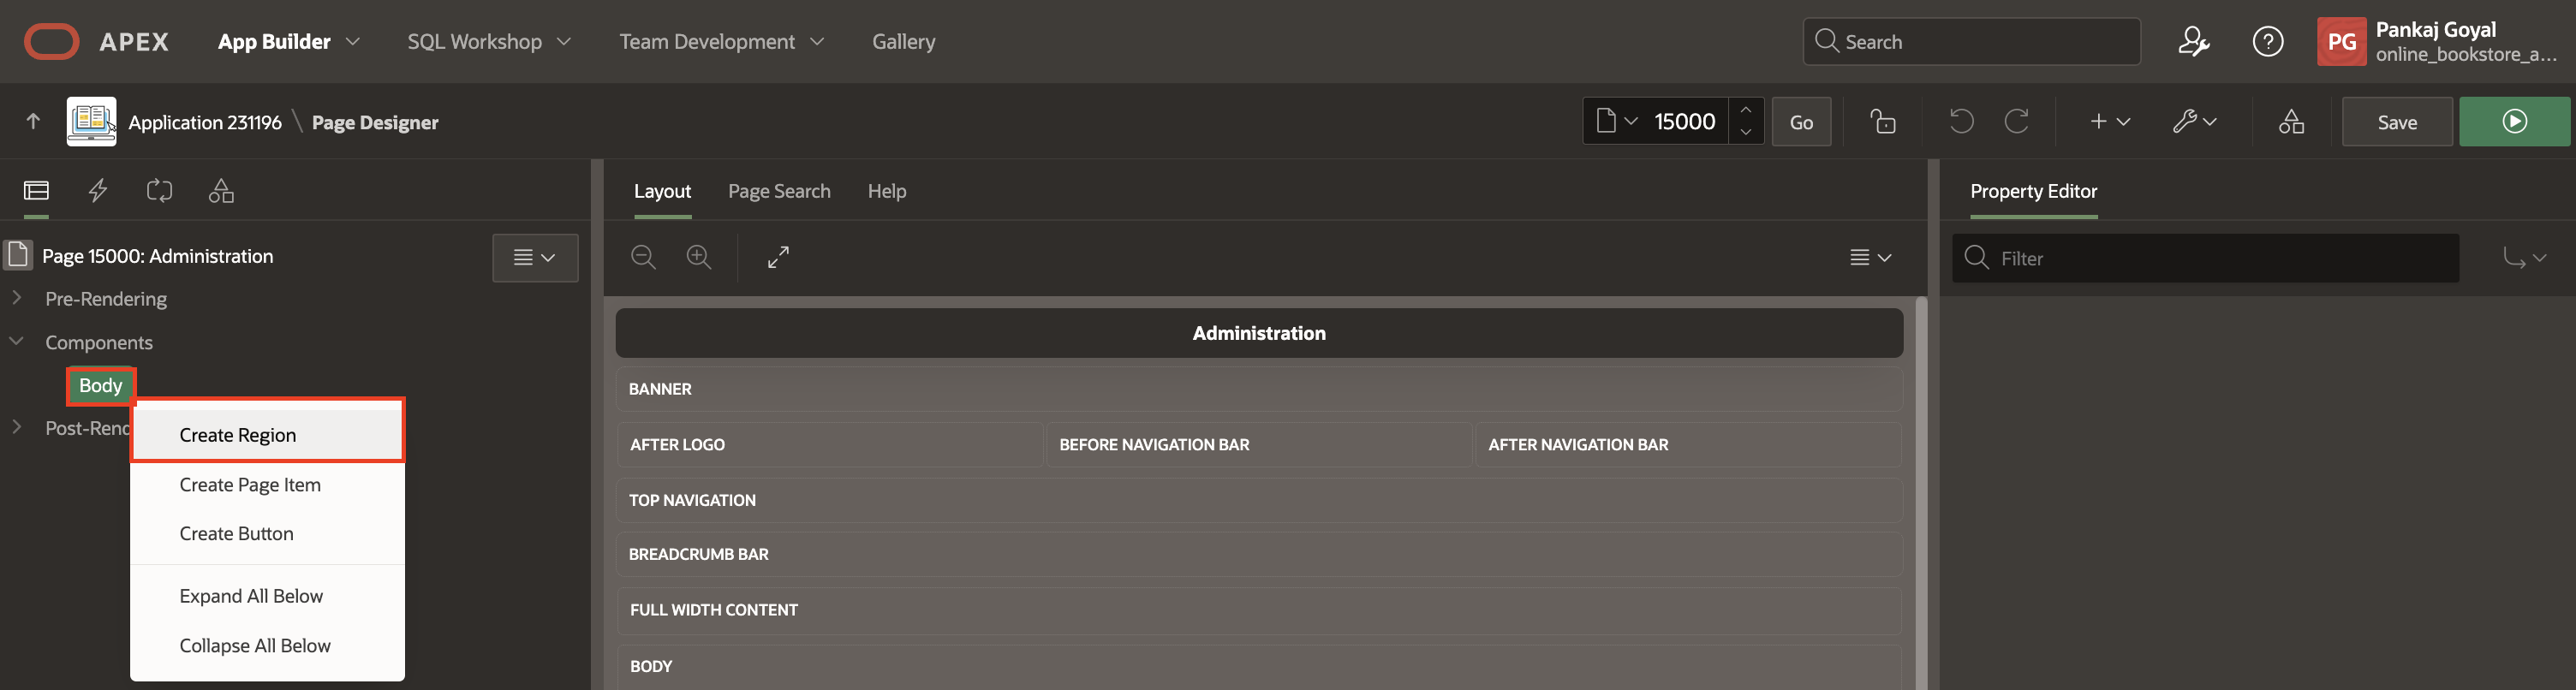 APEX App Builder SQL Workshop Team Development Gallery Search PG Pankaj Goyal
online_bookstore_a...
Application 231196 \ Page Designer 15000 Go Save
Layout Page Search Help Property Editor
Page 15000: Administration
Filter
Pre-Rendering
Components
Body
Post-Rend
Create Region
Create Page Item
Create Button
Expand All Below
Collapse All Below
Administration
BANNER
AFTER LOGO BEFORE NAVIGATION BAR AFTER NAVIGATION BAR
TOP NAVIGATION
BREADCRUMB BAR
FULL WIDTH CONTENT
BODY